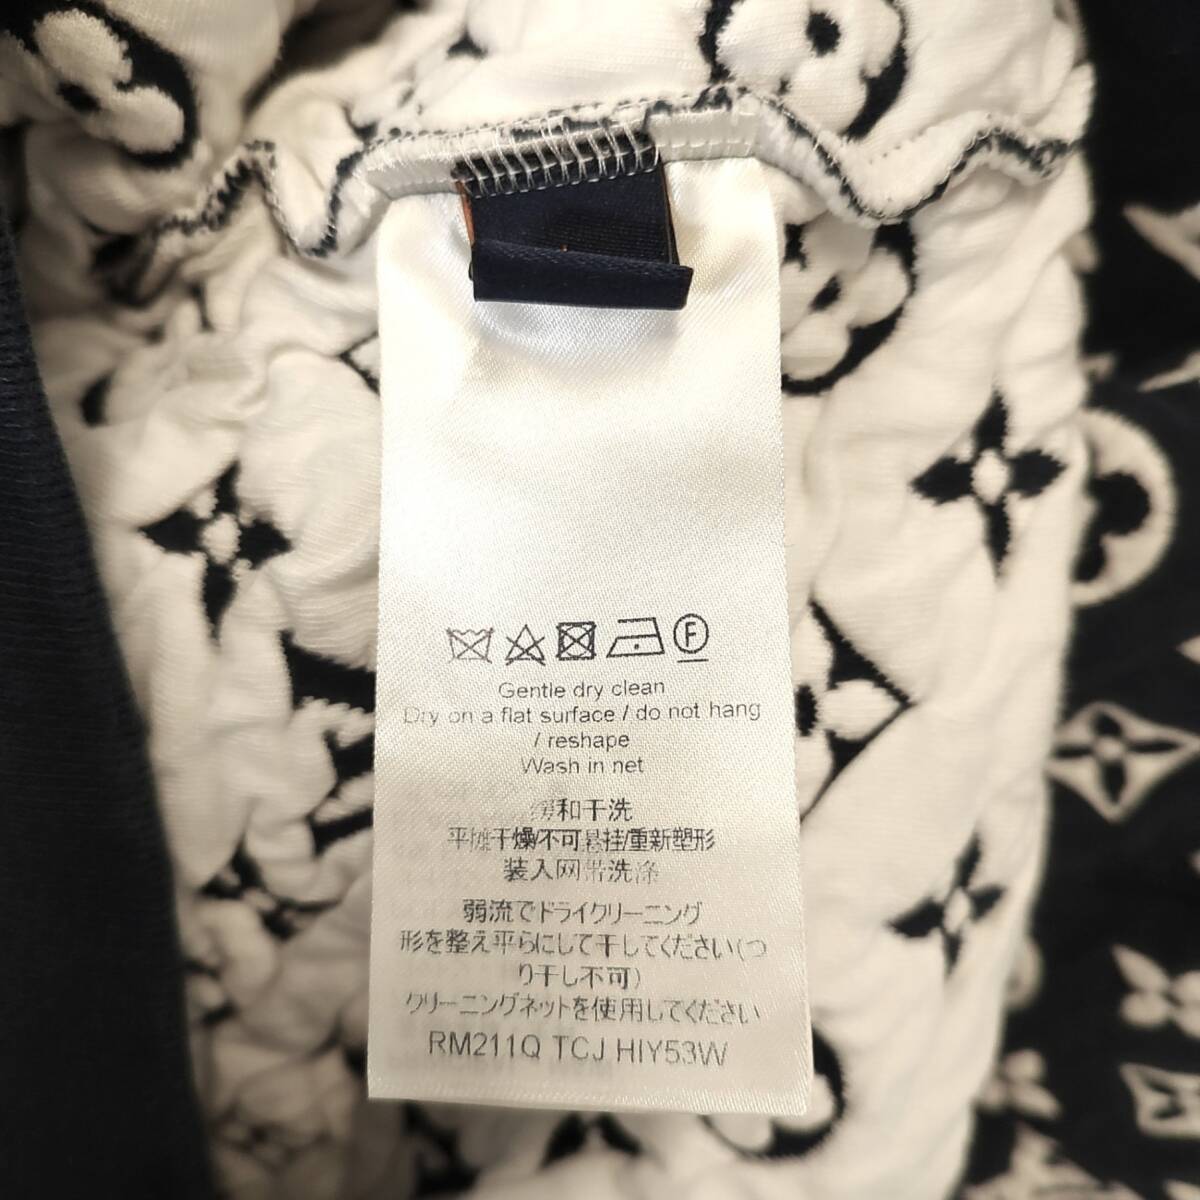 F
Gentle dry clean
Dry on a flat surface / do not hang
/ reshape
Wash in net
缓和干洗
平摊干燥/不可悬挂/重新塑形
装入网带洗涤
弱流でドライクリーニング
形を整え平らにして干してください(つ
り干し不可)
クリーニングネットを使用してください
RM211Q TCJ HIY53W